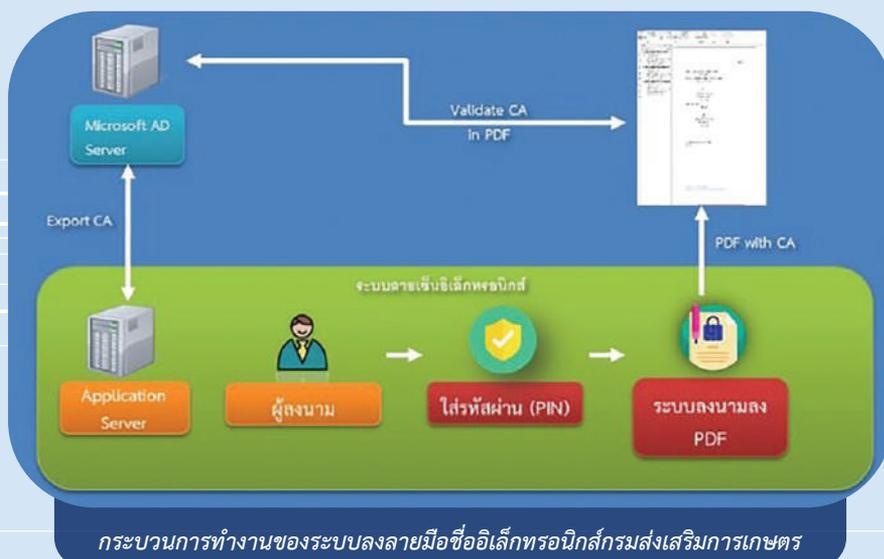 Microsoft AD
Server
Validate CA
in PDF
Export CA
PDF with CA
ระบบลายเซ็นอิเล็กทรอนิกส์
Application
Server
ผู้ลงนาม
ใส่รหัสผ่าน (PIN)
ระบบลงนามลง
PDF
กระบวนการทำงานของระบบลงลายมือชื่ออิเล็กทรอนิกส์กรมส่งเสริมการเกษตร